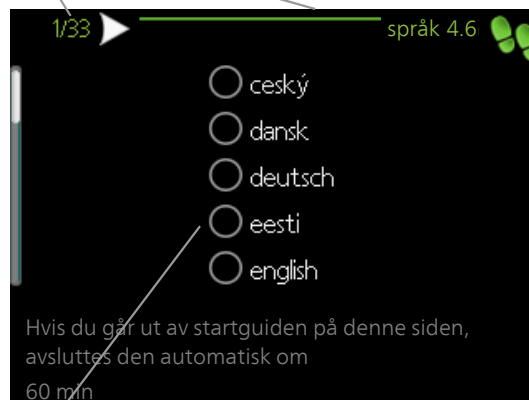 1/33
språk 4.6
ceský
dansk
deutsch
eesti
english
Hvis du går ut av startguiden på denne siden,
avsluttes den automatisk om
60 min